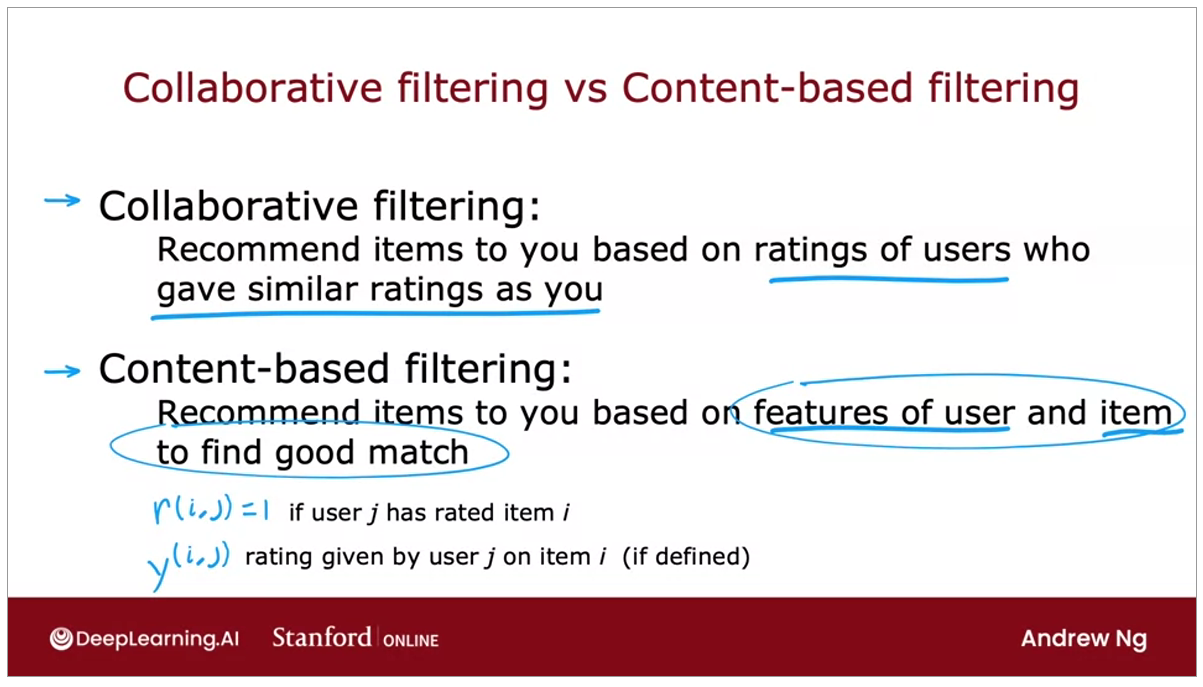 Collaborative filtering vs Content-based filtering
→ Collaborative filtering:
Recommend items to you based on ratings of users who
gave similar ratings as you
→ Content-based filtering:
Recommend items to you based on features of user and item
to find good match
r(i,j)=1 if user j has rated item i
y(i,j) rating given by user j on item i (if defined)
DeepLearning.AI Stanford | ONLINE Andrew Ng